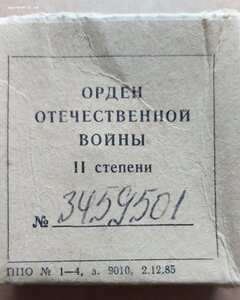 ОРДЕН
ОТЕЧЕСТВЕННОЙ
ВОЙНЫ
II степени
№ 3459501
ППО № 1—4, з. 9010, 2.12.85